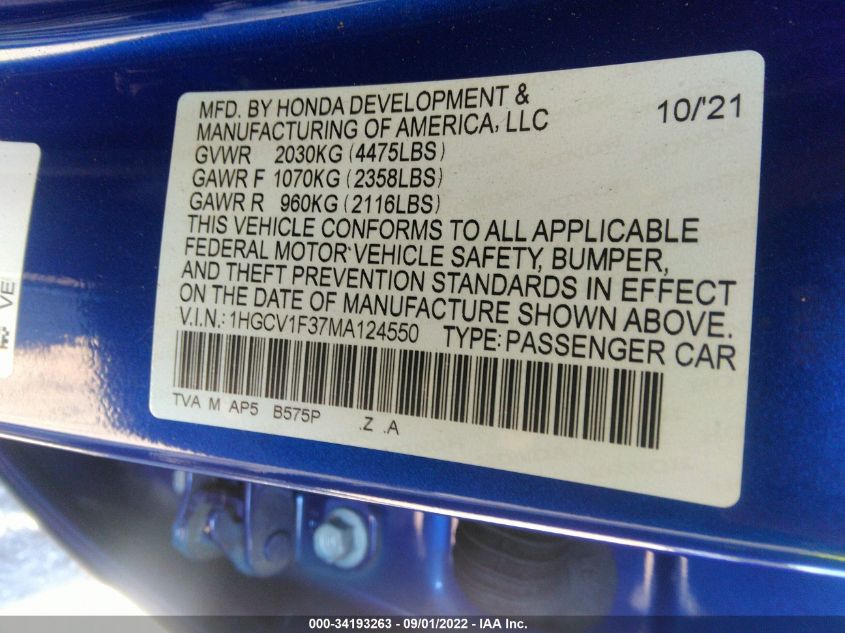 MFD. BY HONDA DEVELOPMENT &
MANUFACTURING OF AMERICA, LLC
10/'21
GVWR 2030KG (4475LBS)
GAWR F 1070KG (2358LBS)
GAWR R 960KG (2116LBS)
THIS VEHICLE CONFORMS TO ALL APPLICABLE
FEDERAL MOTOR VEHICLE SAFETY, BUMPER,
AND THEFT PREVENTION STANDARDS IN EFFECT
ON THE DATE OF MANUFACTURE SHOWN ABOVE.
V.I.N.: 1HGCV1F37MA124550 TYPE: PASSENGER CAR
TVA M AP5 B575P .Z .A
VE
000-34193263 - 09/01/2022 - IAA Inc.